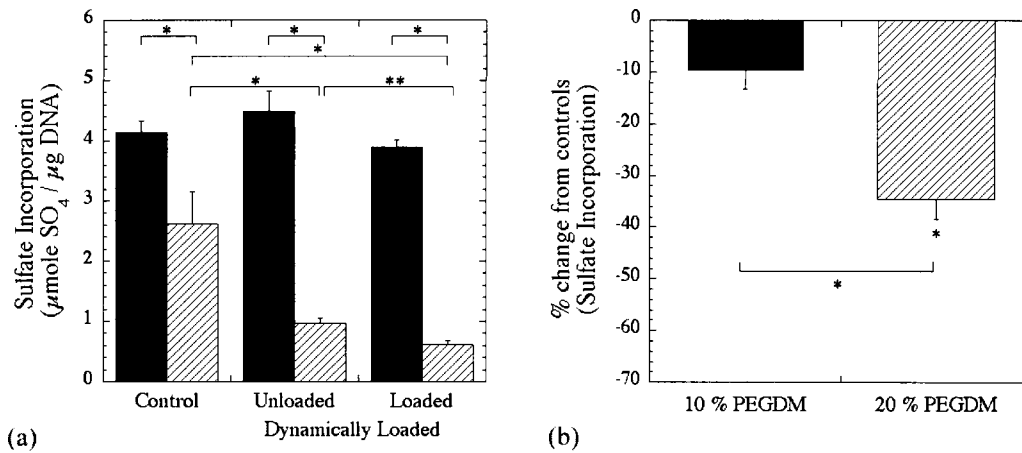 Sulfate Incorporation
(μmole SO4 / μg DNA)
6
5
4
3
2
1
0
* * *
*
* **
Control Unloaded Loaded
Dynamically Loaded
(a)
% change from controls
(Sulfate Incorporation)
0
-10
-20
-30
-40
-50
-60
-70
*
*
10 % PEGDM 20 % PEGDM
(b)